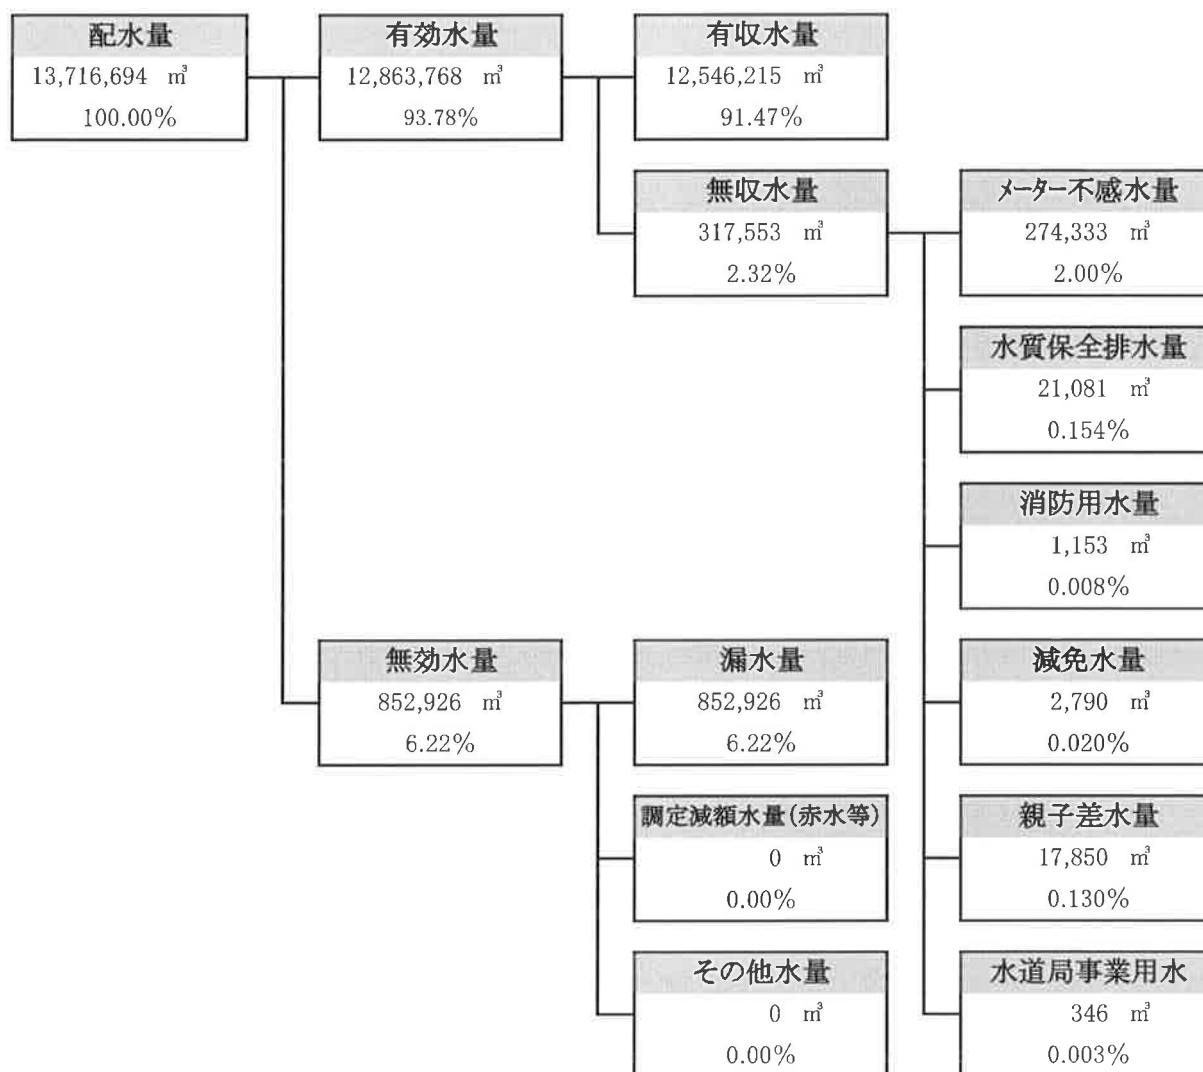 配水量
13,716,694 ㎥
100.00%
有効水量
12,863,768 ㎥
93.78%
有収水量
12,546,215 ㎥
91.47%
無収水量
317,553 ㎥
2.32%
メーター不感水量
274,333 ㎥
2.00%
水質保全排水量
21,081 ㎥
0.154%
消防用水量
1,153 ㎥
0.008%
無効水量
852,926 ㎥
6.22%
漏水量
852,926 ㎥
6.22%
減免水量
2,790 ㎥
0.020%
調定減額水量(赤水等)
0 ㎥
0.00%
親子差水量
17,850 ㎥
0.130%
その他水量
0 ㎥
0.00%
水道局事業用水
346 ㎥
0.003%